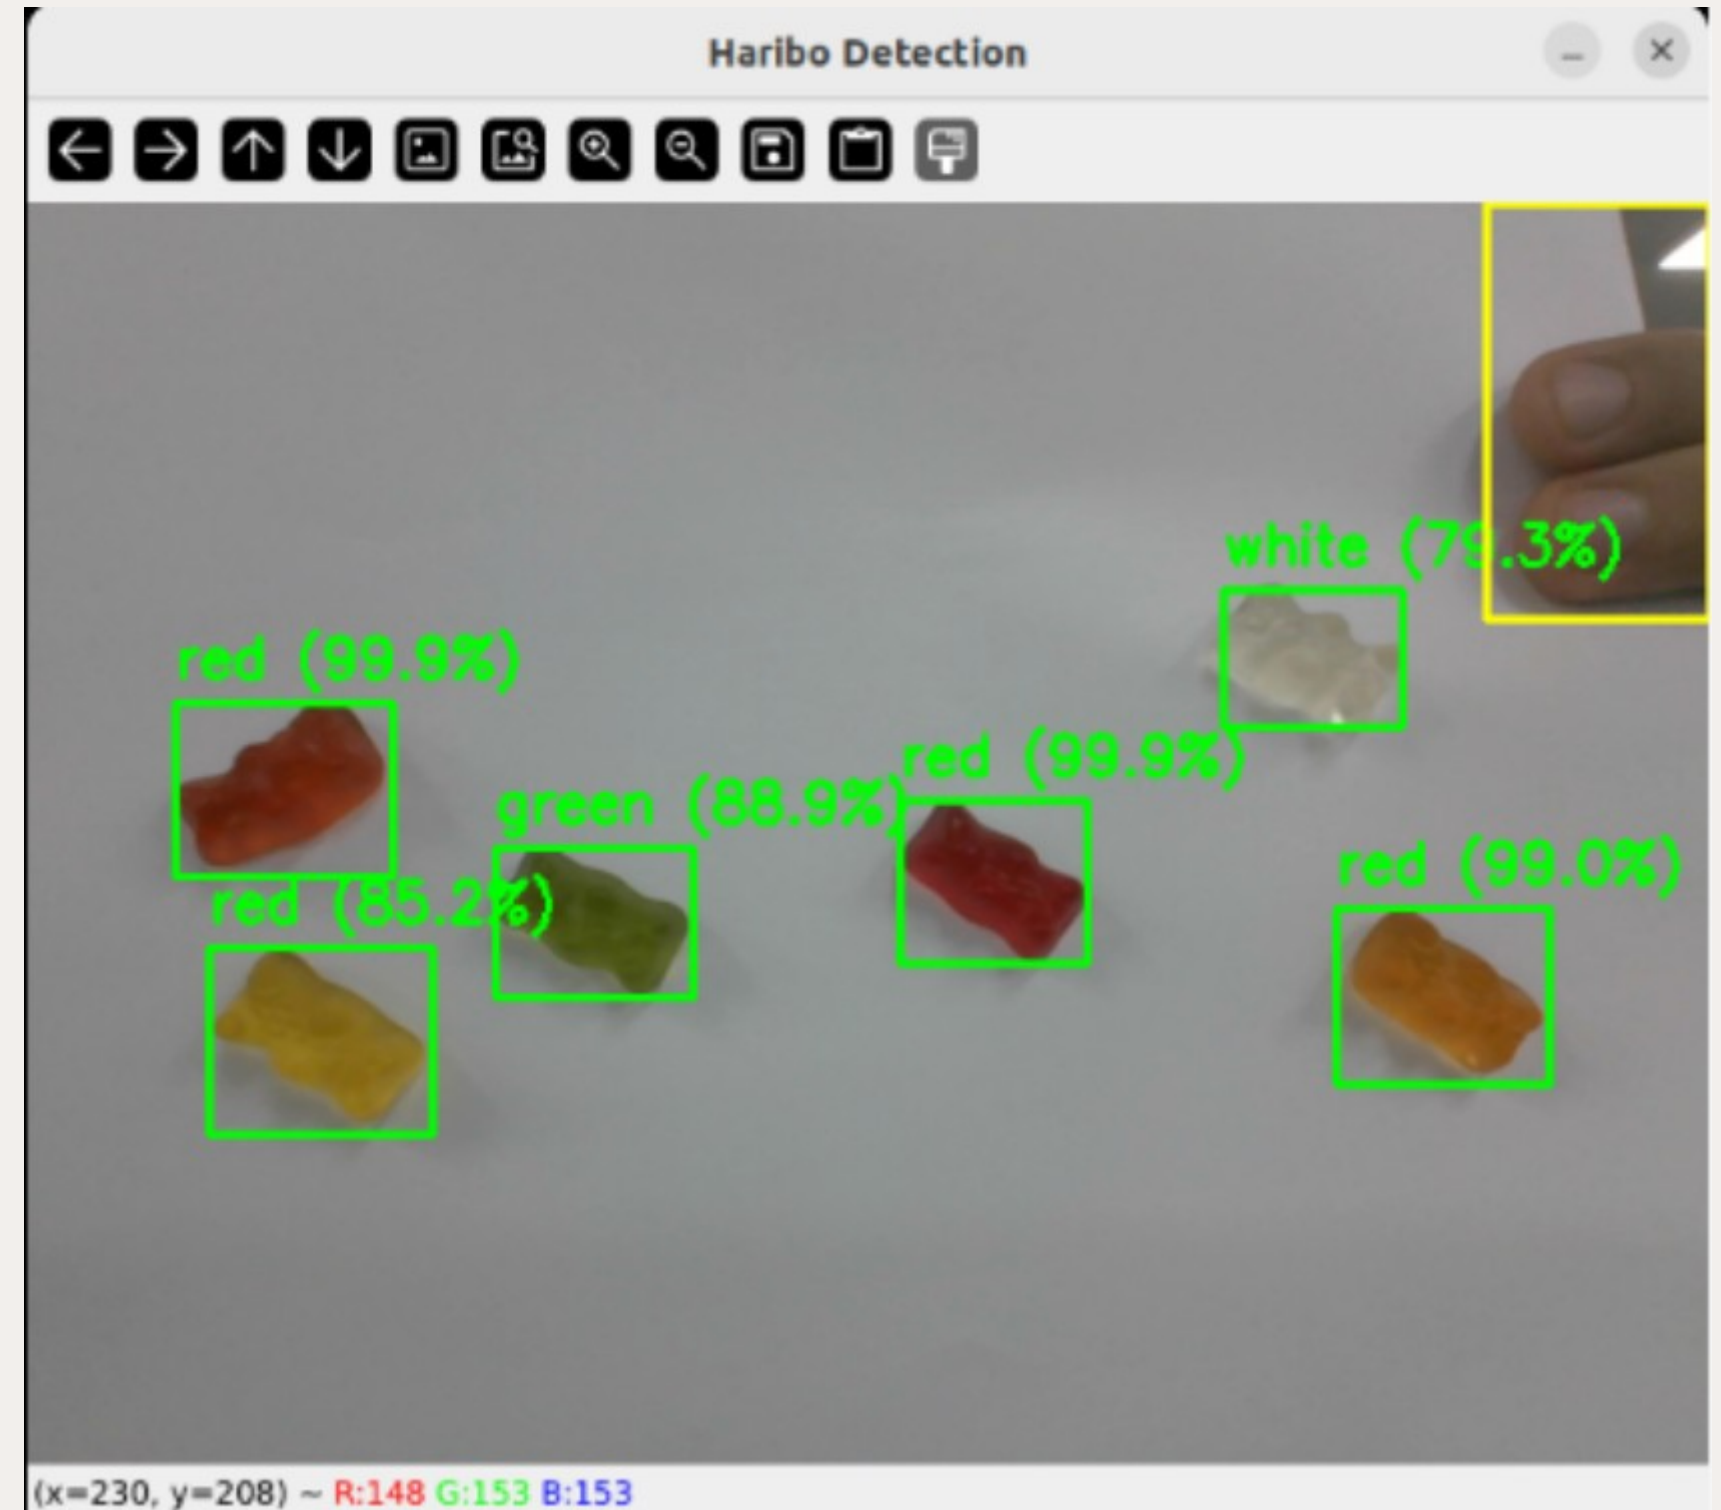 Haribo Detection
white (79.3%)
red (99.9%)
red (99.9%)
green (88.9%)
red (99.0%)
red (85.2%)
(x=230, y=208) ~ R:148 G:153 B:153